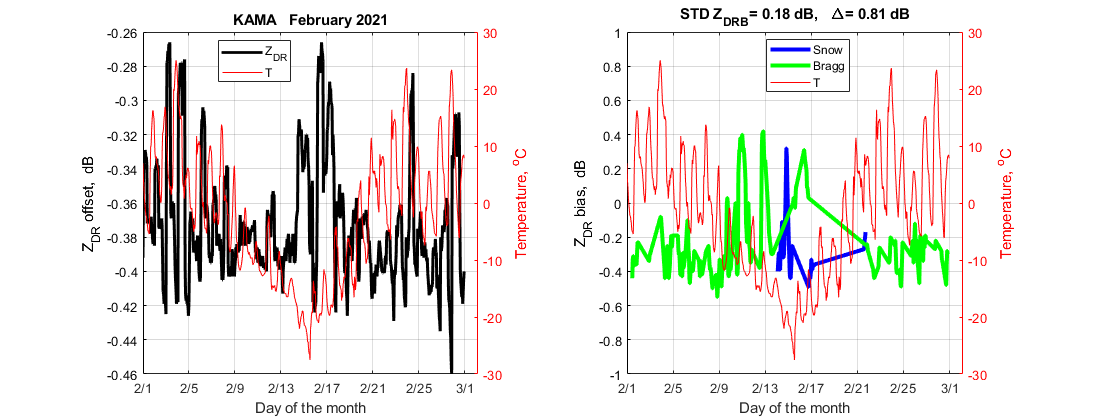 KAMA   February 2021
STD Z_DRB = 0.18 dB,   Δ = 0.81 dB
Z_DR
T
Snow
Bragg
T
-0.26
-0.28
-0.3
-0.32
-0.34
-0.36
-0.38
-0.4
-0.42
-0.44
-0.46
Z_DR offset, dB
30
20
10
0
-10
-20
-30
Temperature, °C
2/1 2/5 2/9 2/13 2/17 2/21 2/25 3/1
Day of the month
1
0.8
0.6
0.4
0.2
0
-0.2
-0.4
-0.6
-0.8
-1
Z_DR bias, dB
30
20
10
0
-10
-20
-30
Temperature, °C
2/1 2/5 2/9 2/13 2/17 2/21 2/25 3/1
Day of the month